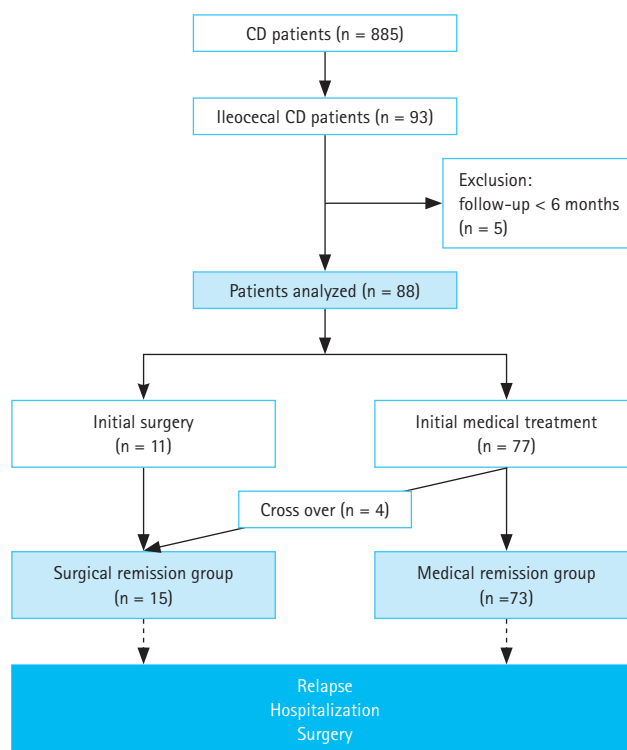 CD patients (n = 885)
Ileocecal CD patients (n = 93)
Exclusion:
follow-up < 6 months
(n = 5)
Patients analyzed (n = 88)
Initial surgery
(n = 11)
Initial medical treatment
(n = 77)
Cross over (n = 4)
Surgical remission group
(n = 15)
Medical remission group
(n =73)
Relapse
Hospitalization
Surgery